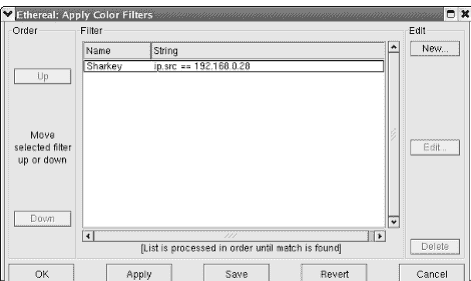 Ethereal: Apply Color Filters
Order
Filter
Edit
Name
String
Sharkey
ip.src == 192.168.0.28
New...
Up
Move
selected filter
up or down
Edit...
Down
Delete
[List is processed in order until match is found]
OK
Apply
Save
Revert
Cancel